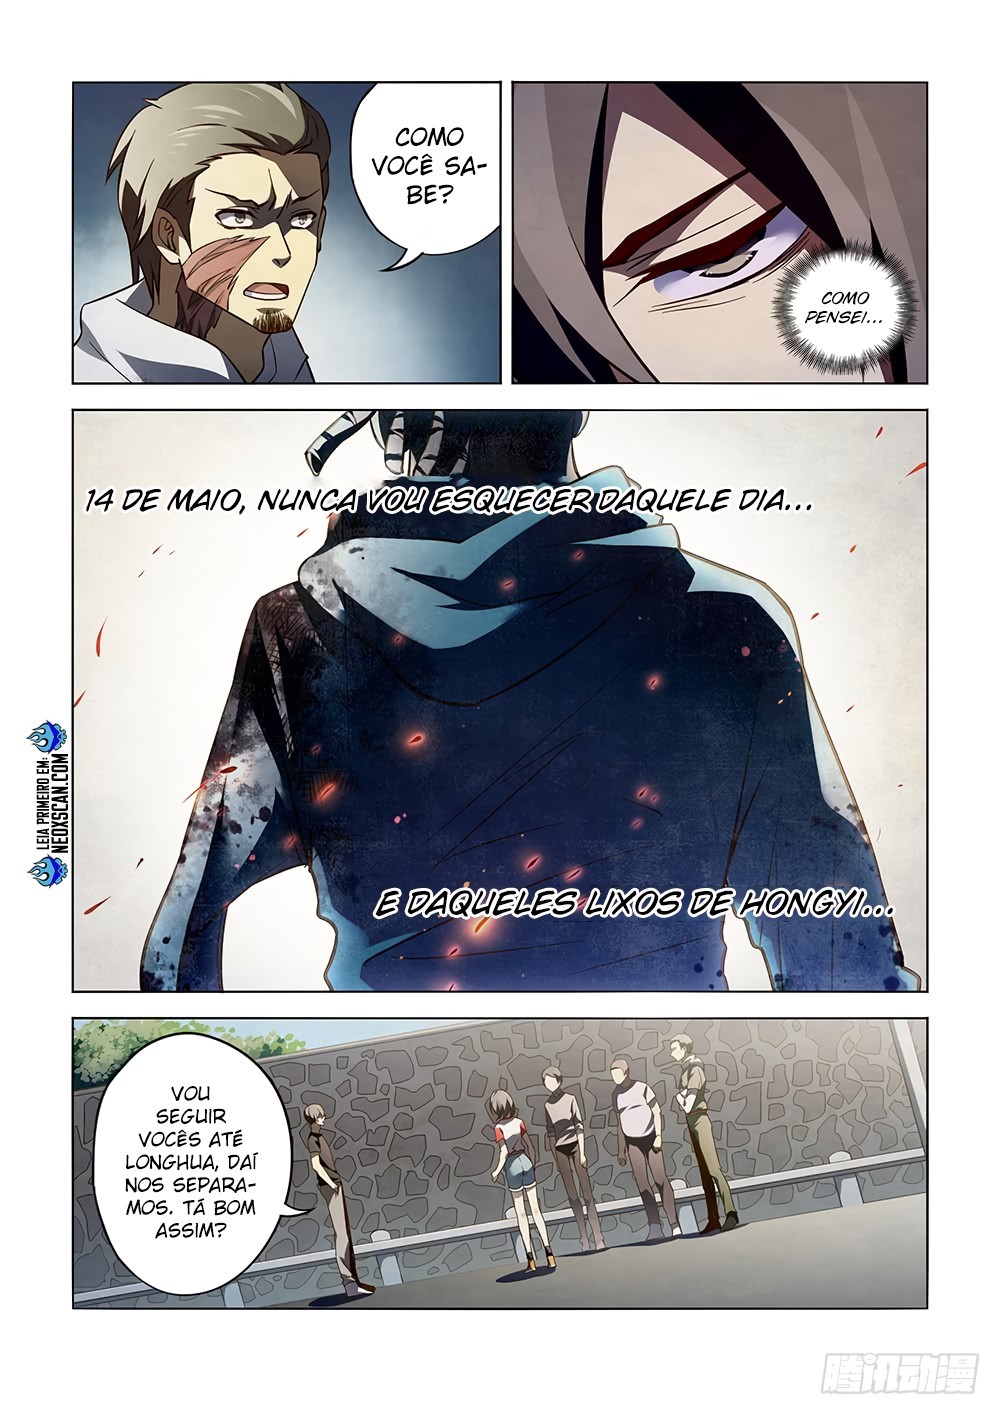 COMO
VOCÊ SA-
BE?
COMO
PENSEI...
14 DE MAIO, NUNCA VOU ESQUECER DAQUELE DIA...
LEIA PRIMEIRO EM:
NEOXSCAN.COM
E DAQUELES LIXOS DE HONGYI...
VOU
SEGUIR
VOCÊS ATÉ
LONGHUA, DAÍ
NOS SEPARA-
MOS. TÁ BOM
ASSIM?
腾讯动漫